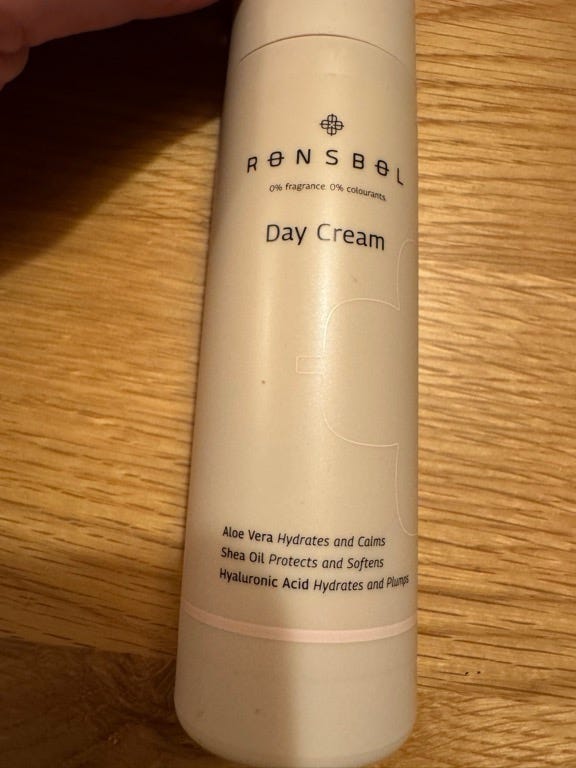 RONSBOL
0% fragrance. 0% colourants.
Day Cream
Aloe Vera Hydrates and Calms
Shea Oil Protects and Softens
Hyaluronic Acid Hydrates and Plumps